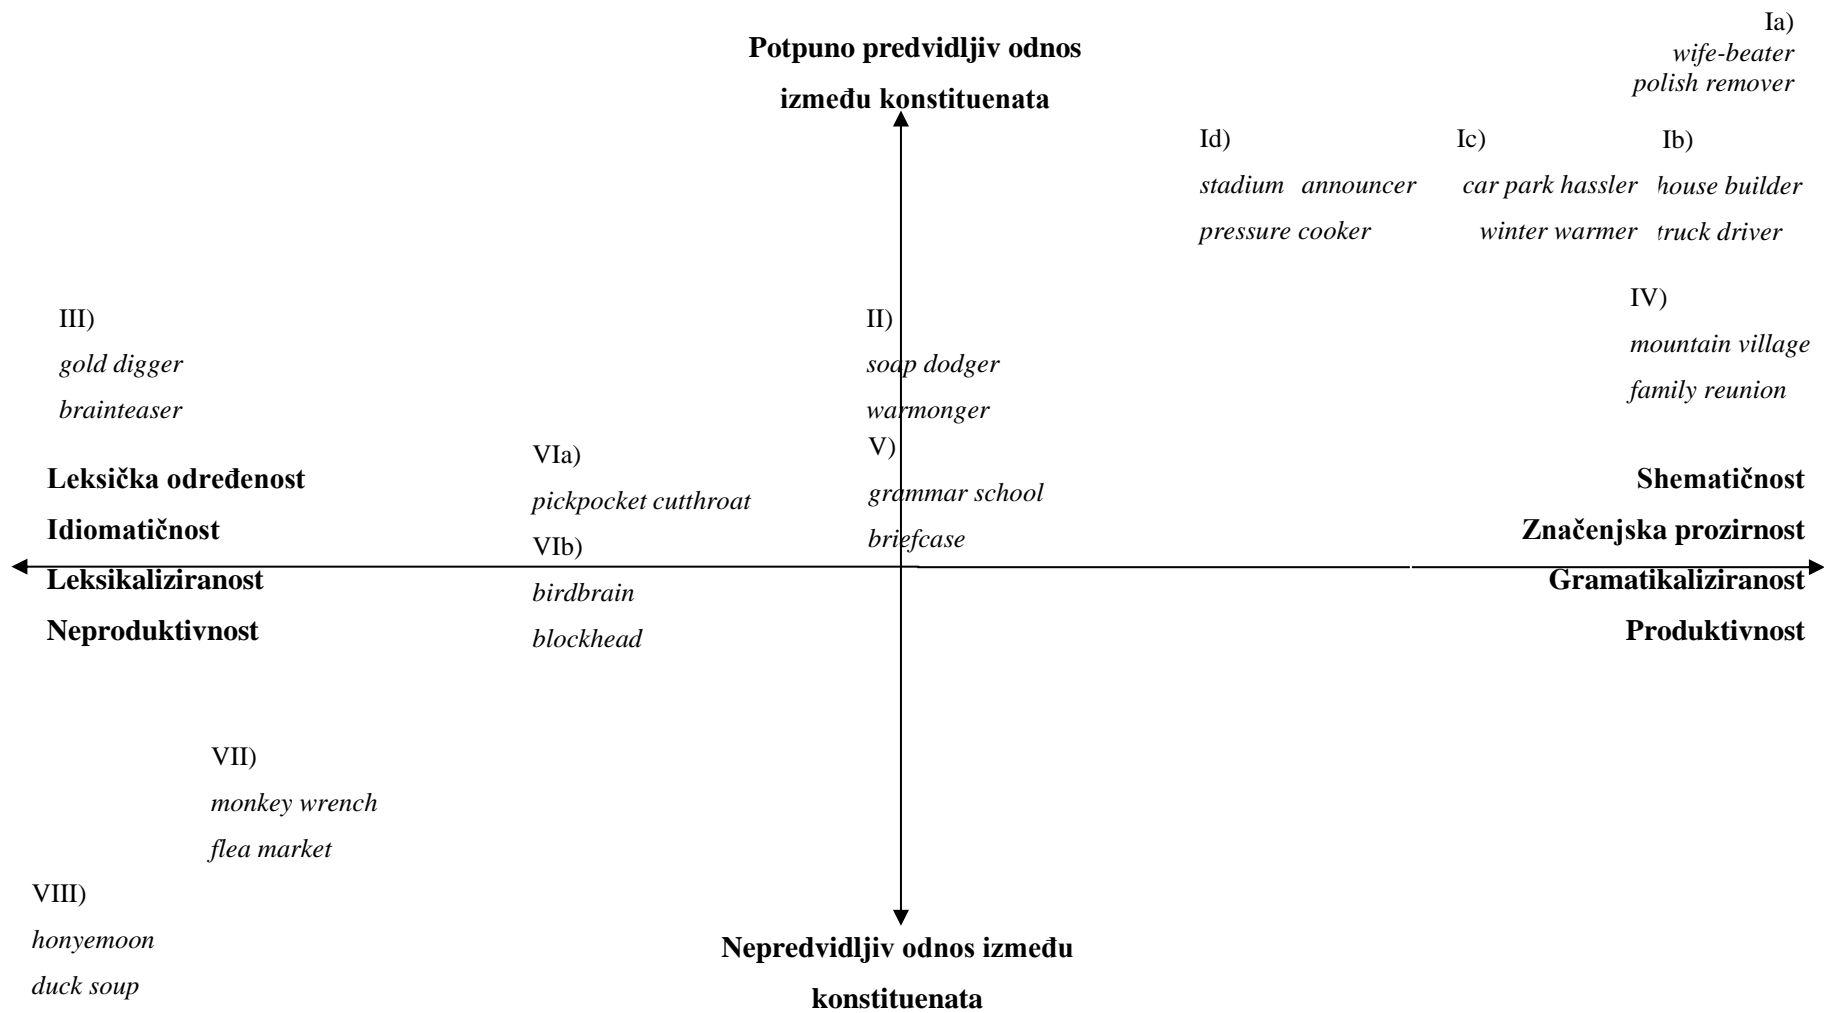 Ia)
wife-beater
polish remover
Potpuno predvidljiv odnos
između konstituenata
Id)
stadium announcer
pressure cooker
Ic)
car park hassler
winter warmer
Ib)
house builder
truck driver
III)
gold digger
brainteaser
II)
soap dodger
warmonger
IV)
mountain village
family reunion
Leksička određenost
Idiomatičnost
Leksikaliziranost
Neproduktivnost
VIa)
pickpocket cutthroat
VIb)
birdbrain
blockhead
V)
grammar school
briefcase
Shematičnost
Značenjska prozirnost
Gramatikaliziranost
Produktivnost
VII)
monkey wrench
flea market
VIII)
honyemoon
duck soup
Nepredvidljiv odnos između
konstituenata